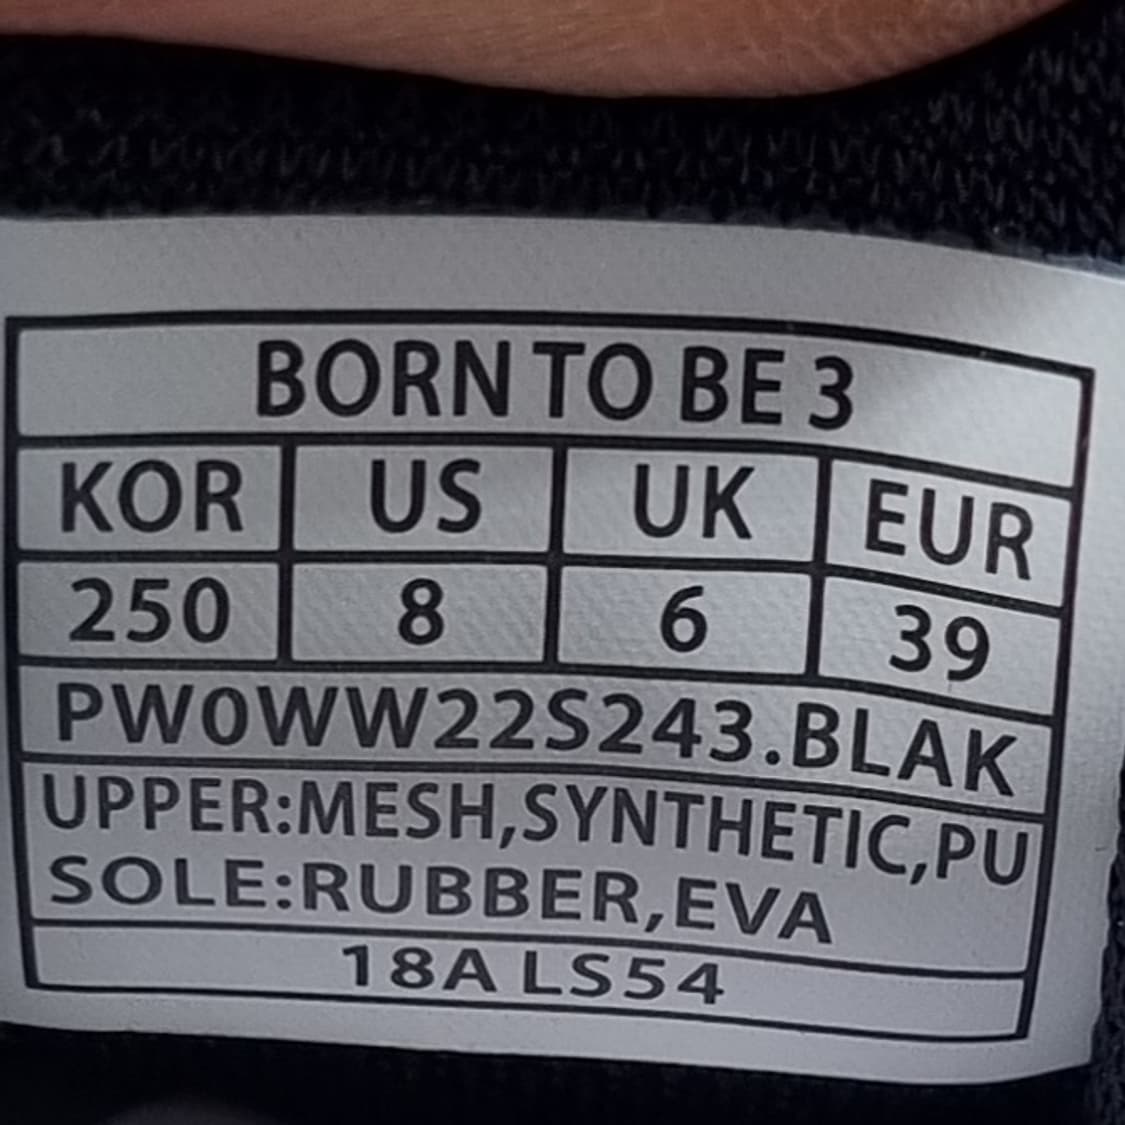 BORN TO BE 3
KOR US UK EUR
250 8 6 39
PW0WW22S243.BLAK
UPPER:MESH,SYNTHETIC,PU
SOLE:RUBBER,EVA
18A LS54